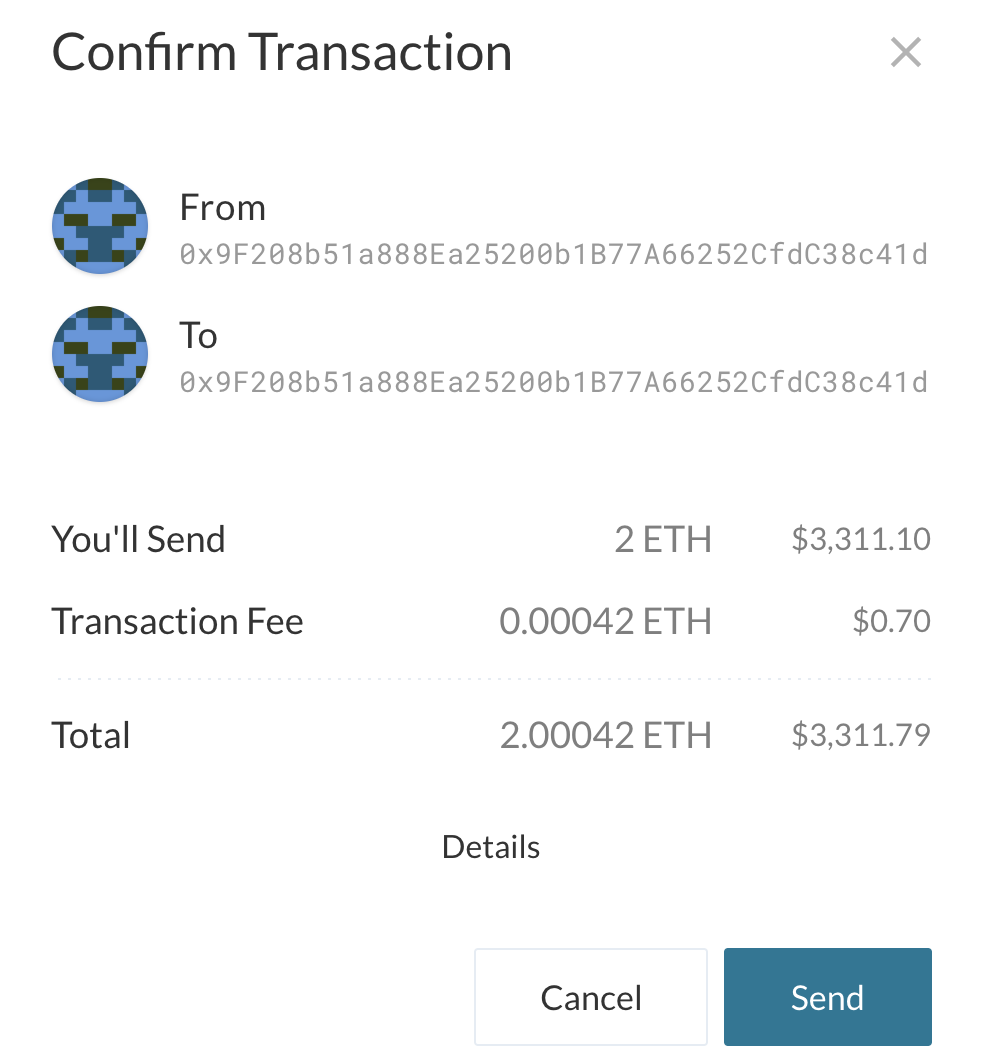 Confirm Transaction
From
0x9F208b51a888Ea25200b1B77A66252CfdC38c41d
To
0x9F208b51a888Ea25200b1B77A66252CfdC38c41d
You'll Send 2 ETH $3,311.10
Transaction Fee 0.00042 ETH $0.70
Total 2.00042 ETH $3,311.79
Details
Cancel Send